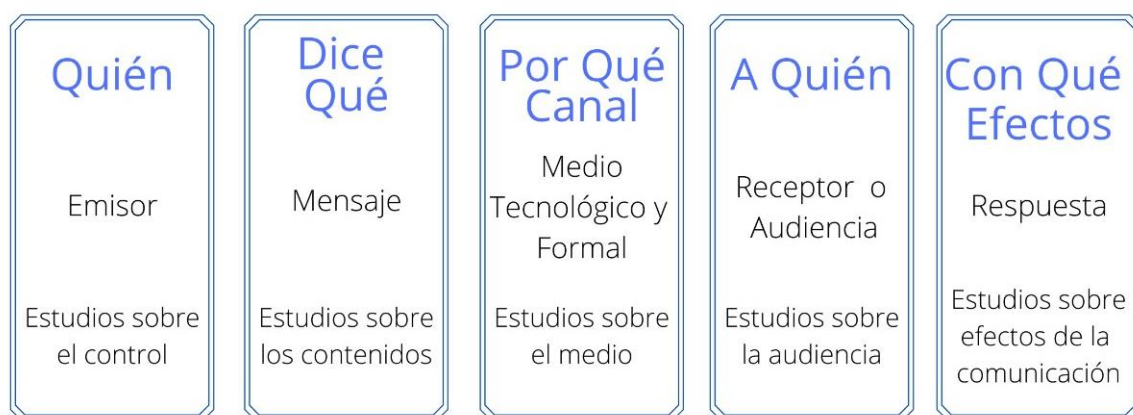 Quién
Emisor
Estudios sobre
el control
Dice
Qué
Mensaje
Estudios sobre
los contenidos
Por Qué
Canal
Medio
Tecnológico y
Formal
Estudios sobre
el medio
A Quién
Receptor o
Audiencia
Estudios sobre
la audiencia
Con Qué
Efectos
Respuesta
Estudios sobre
efectos de la
comunicación